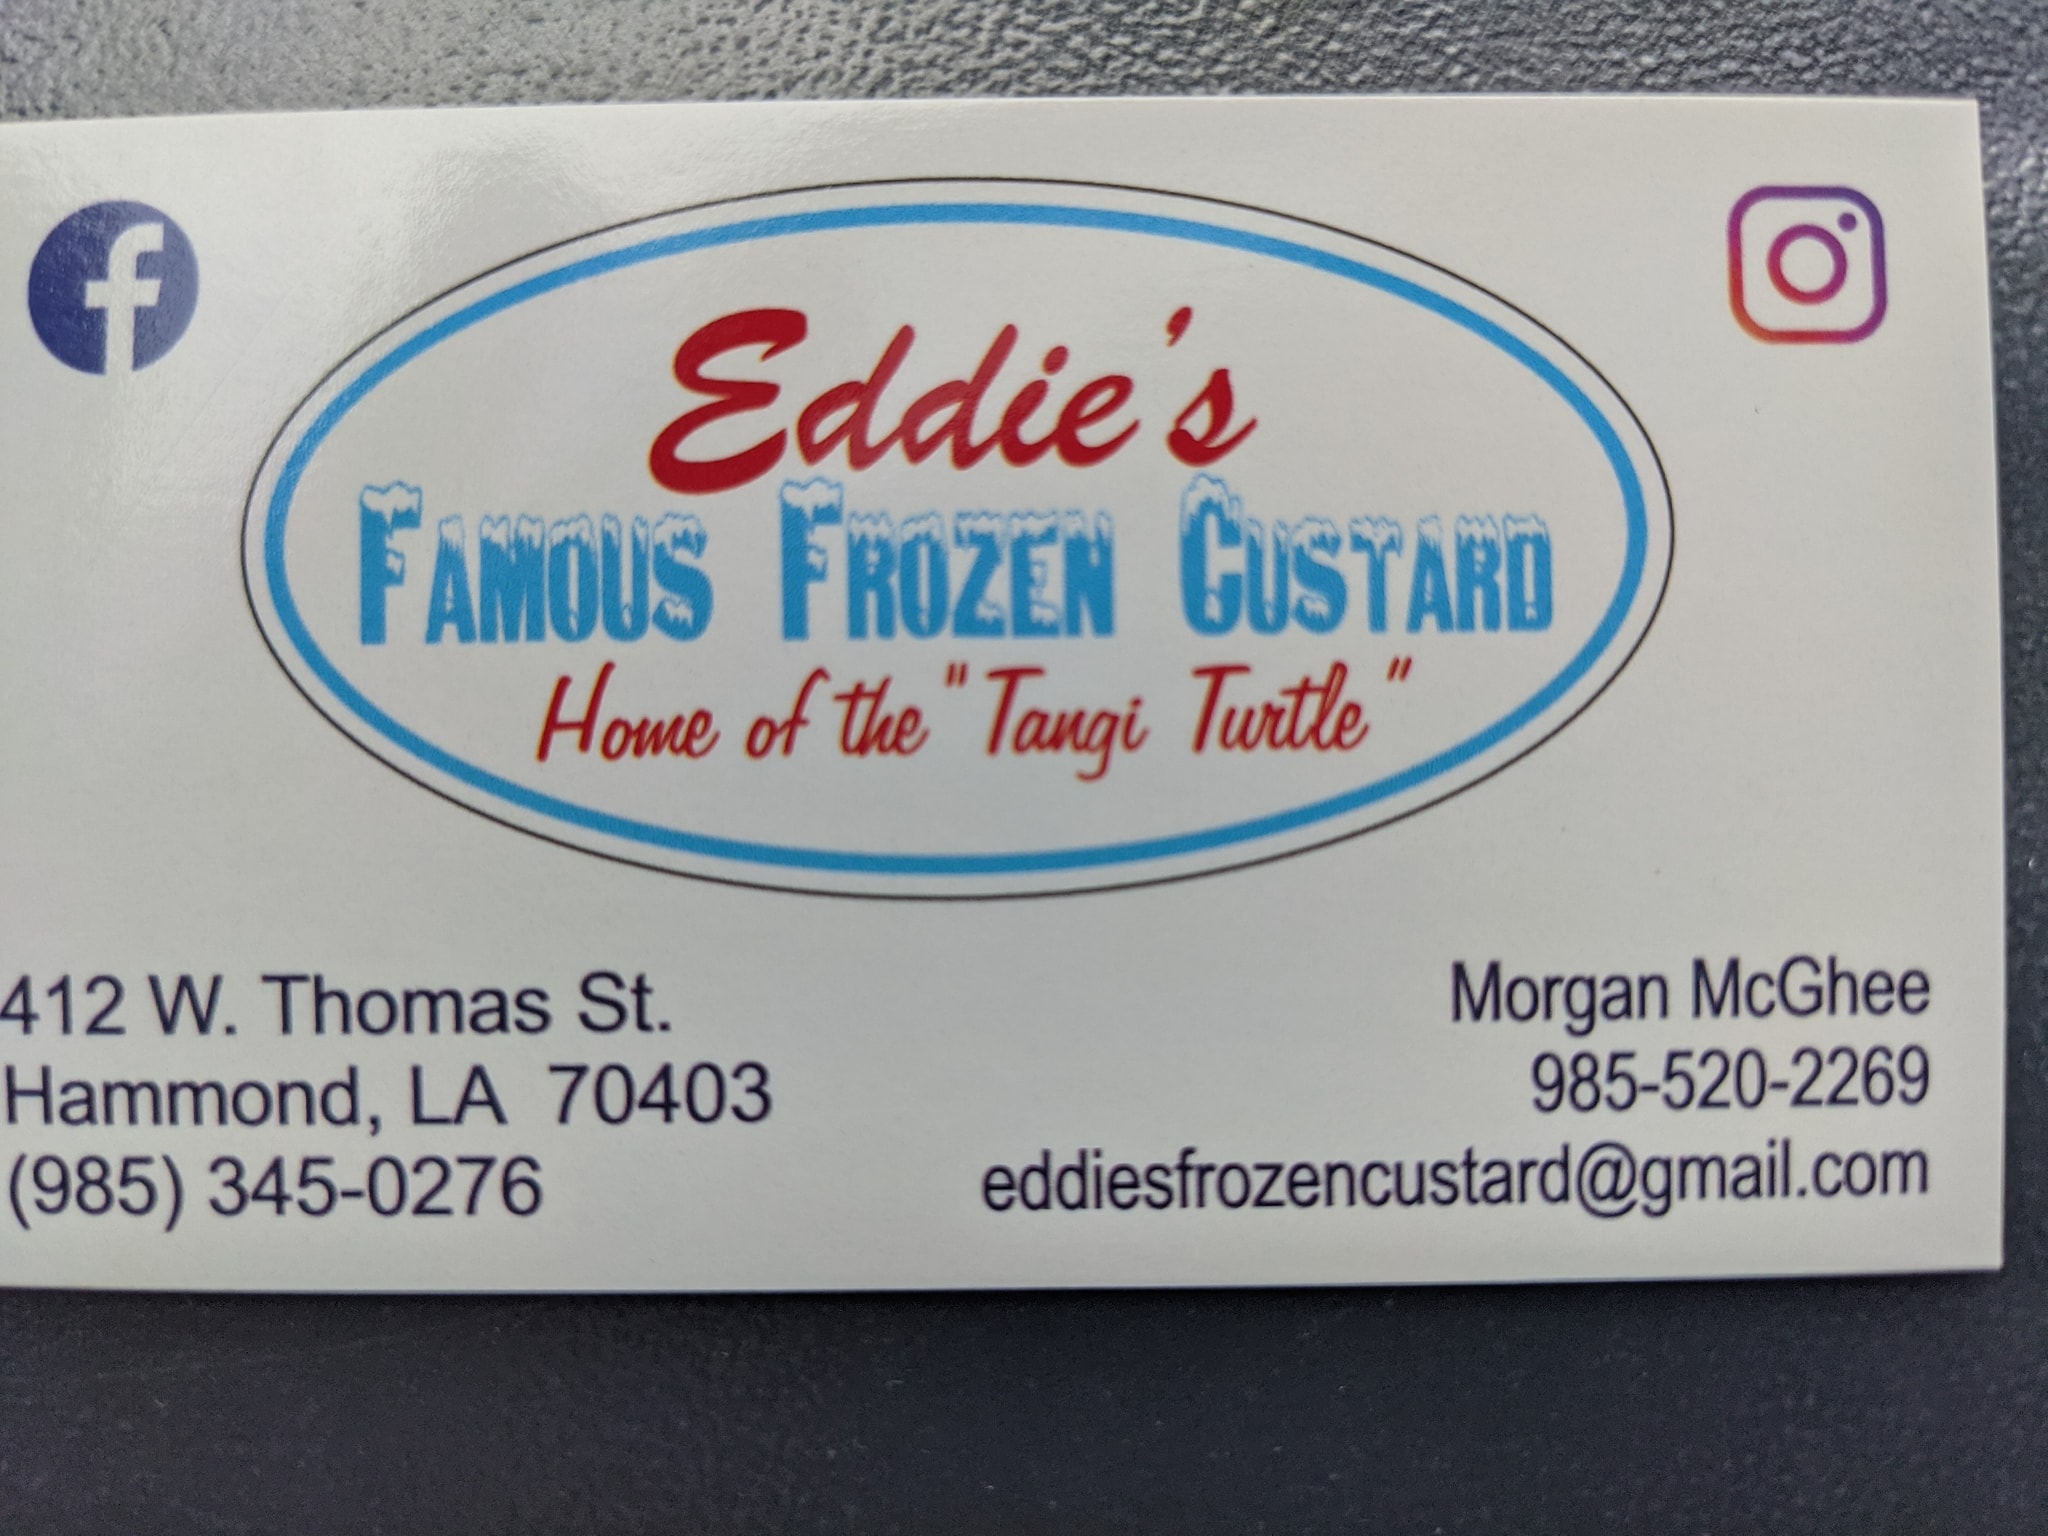 Eddie's
Famous Frozen Custard
Home of the "Tangi Turtle"
412 W. Thomas St.
Hammond, LA 70403
(985) 345-0276
Morgan McGhee
985-520-2269
eddiesfrozencustard@gmail.com